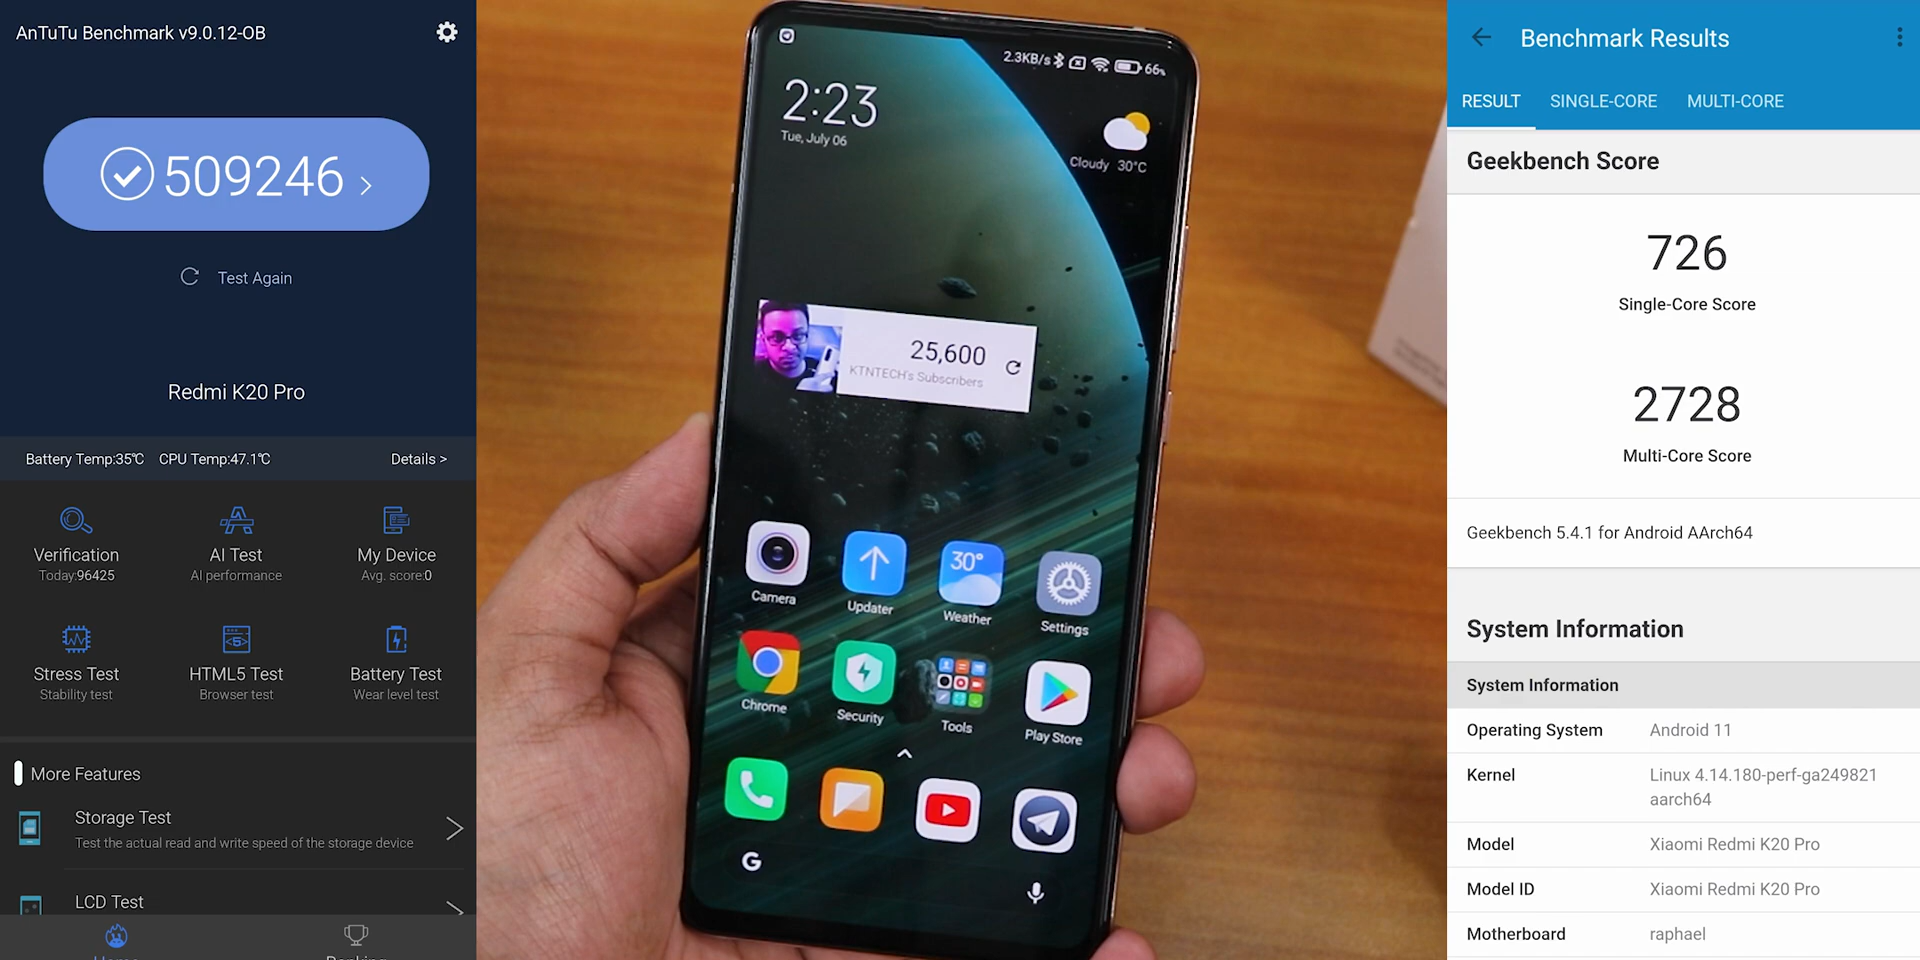 AnTuTu Benchmark v9.0.12-OB
509246 >
Test Again
Redmi K20 Pro
Battery Temp:35℃ CPU Temp:47.1℃ Details >
Verification
Today:96425
AI Test
AI performance
My Device
Avg. score:0
Stress Test
Stability test
HTML5 Test
Browser test
Battery Test
Wear level test
More Features
Storage Test
Test the actual read and write speed of the storage device
LCD Test
2.3KB/s 66%
2:23
Tue, July 06
Cloudy 30°C
25,600
KTNTECH's Subscribers
30°
Camera
Updater
Weather
Settings
Chrome
Security
Tools
Play Store
G
Benchmark Results
RESULT SINGLE-CORE MULTI-CORE
Geekbench Score
726
Single-Core Score
2728
Multi-Core Score
Geekbench 5.4.1 for Android AArch64
System Information
System Information
Operating System Android 11
Kernel Linux 4.14.180-perf-ga249821
aarch64
Model Xiaomi Redmi K20 Pro
Model ID Xiaomi Redmi K20 Pro
Motherboard raphael